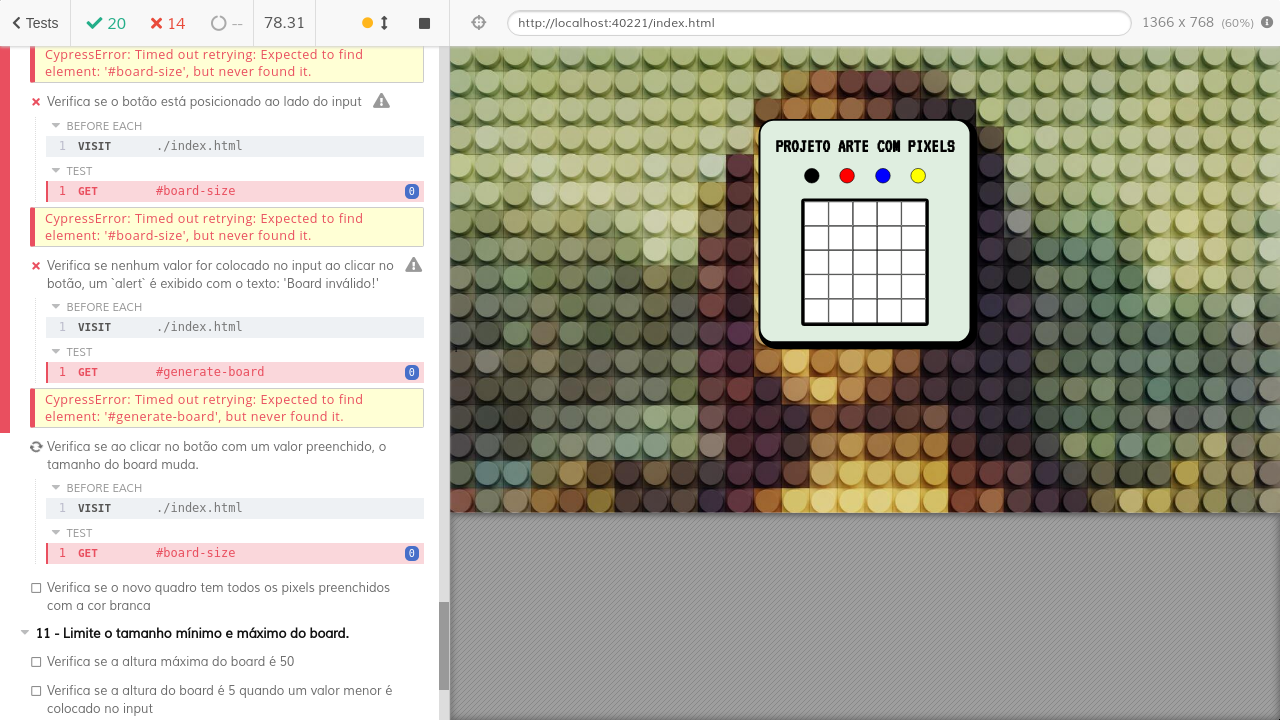 Tests
20
14
--
78.31
http://localhost:40221/index.html
1366 x 768 (60%)
CypressError: Timed out retrying: Expected to find
element: '#board-size', but never found it.
Verifica se o botão está posicionado ao lado do input
BEFORE EACH
1 VISIT ./index.html
TEST
1 GET #board-size 0
CypressError: Timed out retrying: Expected to find
element: '#board-size', but never found it.
Verifica se nenhum valor for colocado no input ao clicar no
botão, um `alert` é exibido com o texto: 'Board inválido!'
BEFORE EACH
1 VISIT ./index.html
TEST
1 GET #generate-board 0
CypressError: Timed out retrying: Expected to find
element: '#generate-board', but never found it.
Verifica se ao clicar no botão com um valor preenchido, o
tamanho do board muda.
BEFORE EACH
1 VISIT ./index.html
TEST
1 GET #board-size 0
Verifica se o novo quadro tem todos os pixels preenchidos
com a cor branca
11 - Limite o tamanho mínimo e máximo do board.
Verifica se a altura máxima do board é 50
Verifica se a altura do board é 5 quando um valor menor é
colocado no input
PROJETO ARTE COM PIXELS